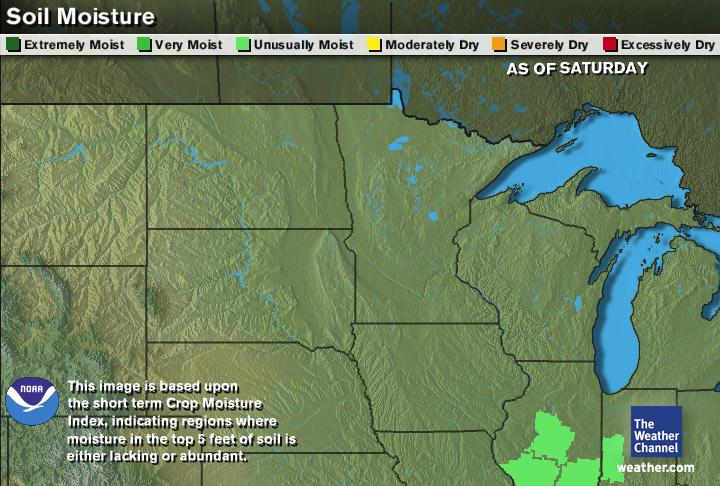 Soil Moisture
Extremely Moist Very Moist Unusually Moist Moderately Dry Severely Dry Excessively Dry
AS OF SATURDAY
NOAA
This image is based upon
the short term Crop Moisture
Index, indicating regions where
moisture in the top 5 feet of soil is
either lacking or abundant.
The
Weather
Channel
weather.com